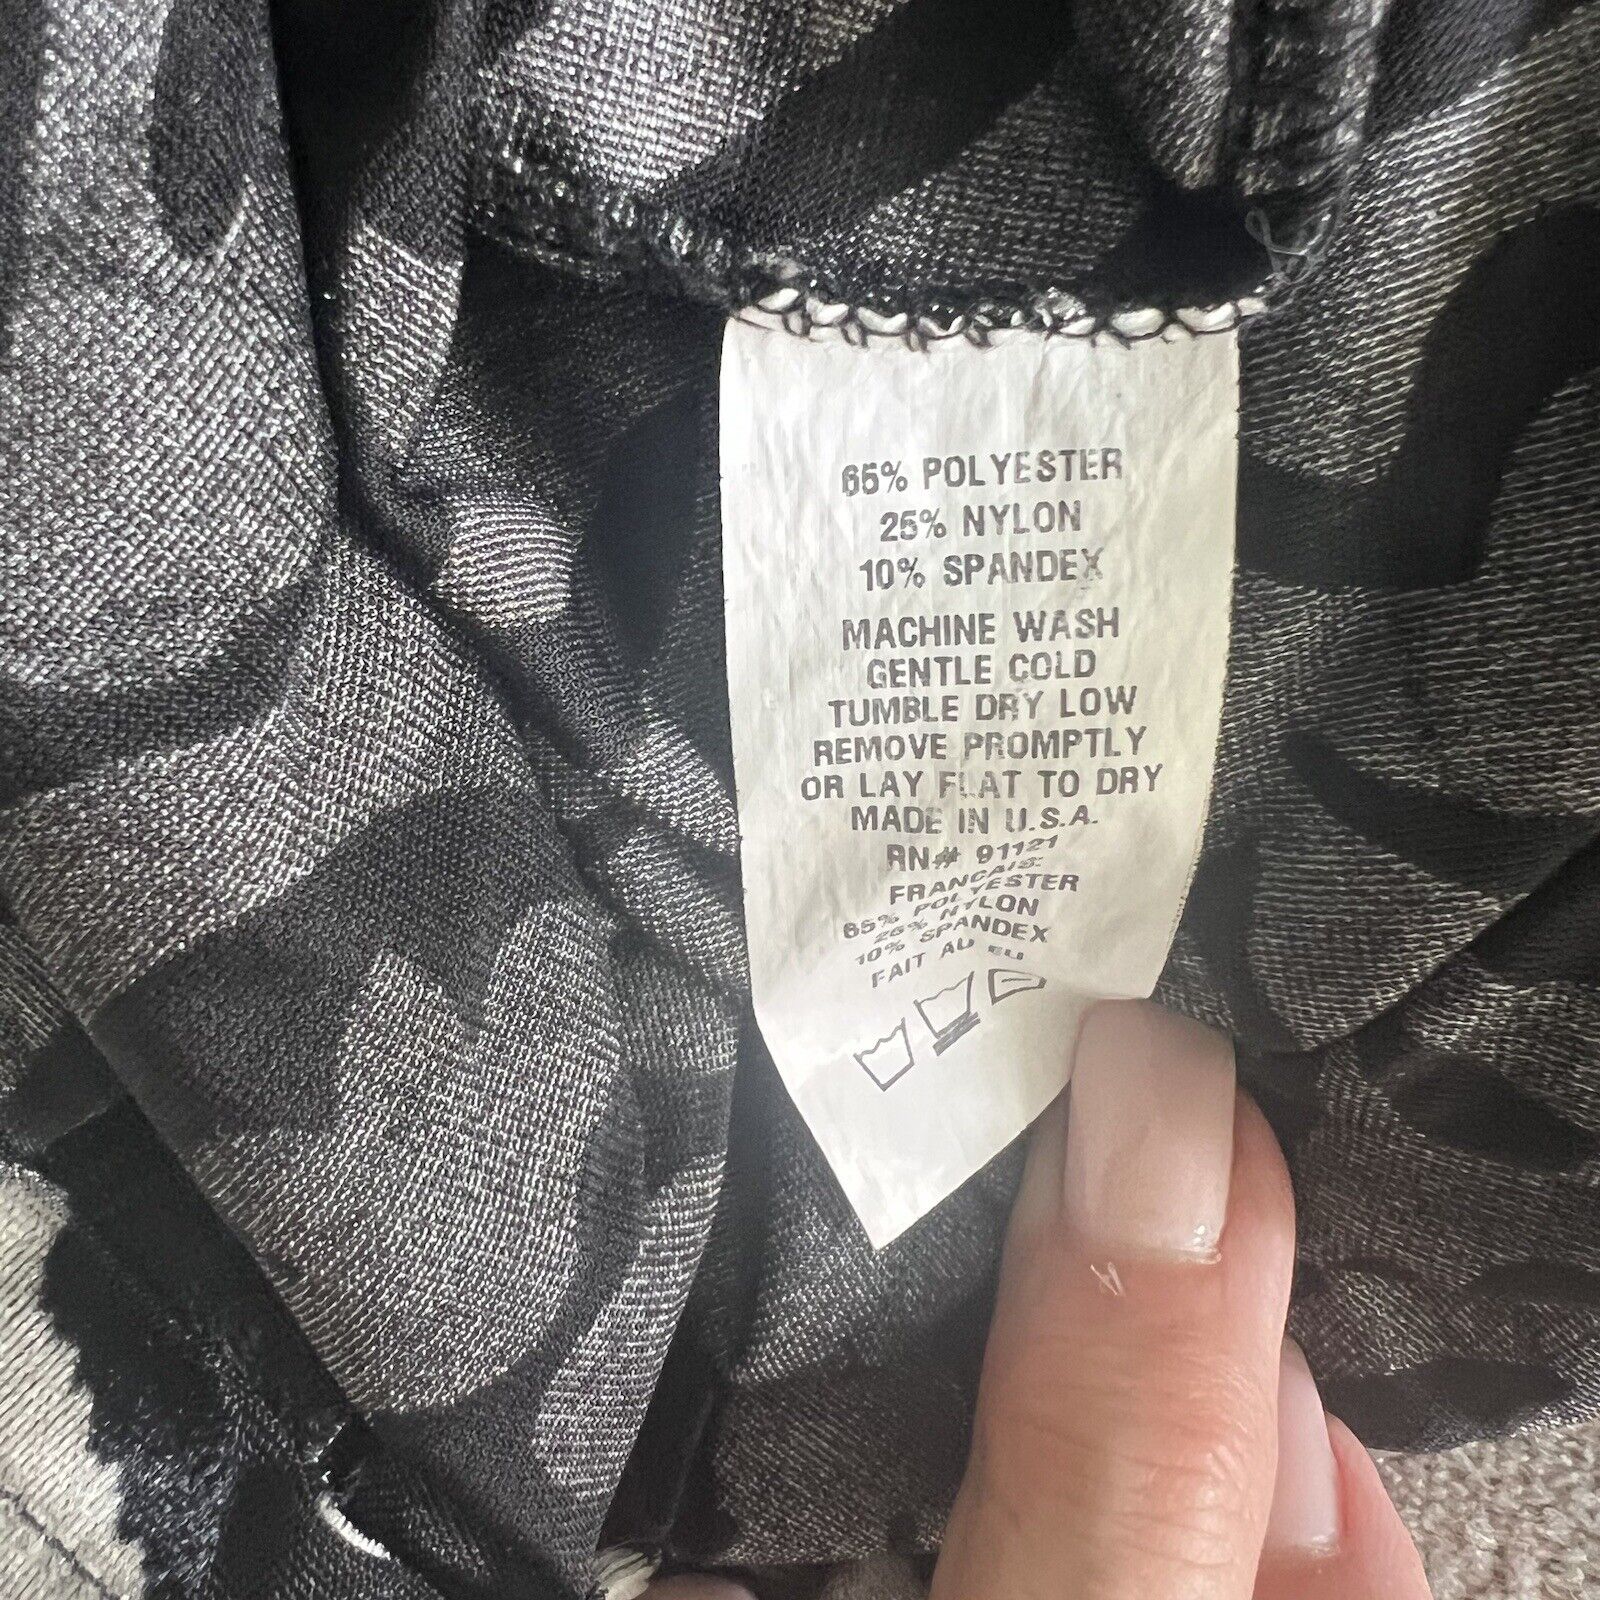 65% POLYESTER
25% NYLON
10% SPANDEX
MACHINE WASH
GENTLE COLD
TUMBLE DRY LOW
REMOVE PROMPTLY
OR LAY FLAT TO DRY
MADE IN U.S.A.
RN# 91121
FRANCAIS:
65% POLYESTER
25% NYLON
10% SPANDEX
FAIT AU EU